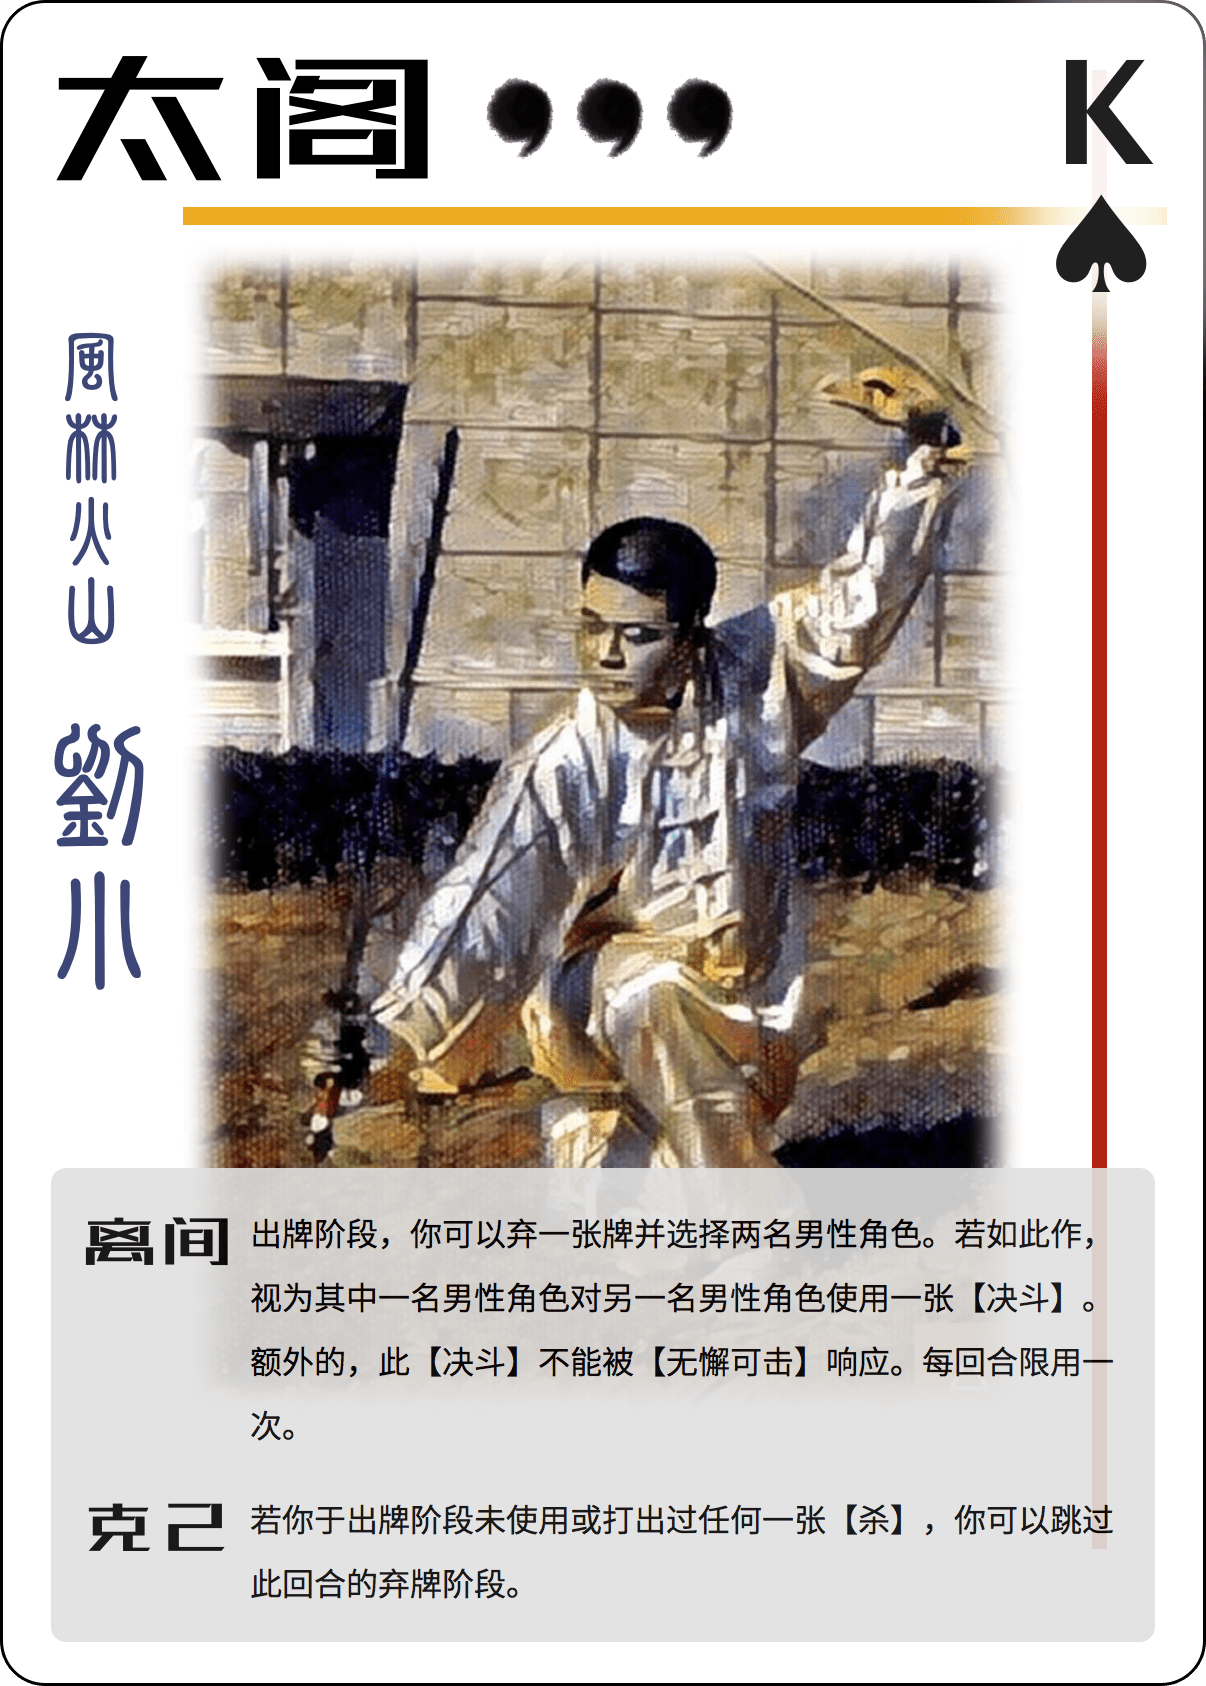 太阁
K
風林火山
劉小
离间
出牌阶段，你可以弃一张牌并选择两名男性角色。若如此作，
视为其中一名男性角色对另一名男性角色使用一张【决斗】。
额外的，此【决斗】不能被【无懈可击】响应。每回合限用一
次。
克己
若你于出牌阶段未使用或打出过任何一张【杀】，你可以跳过
此回合的弃牌阶段。